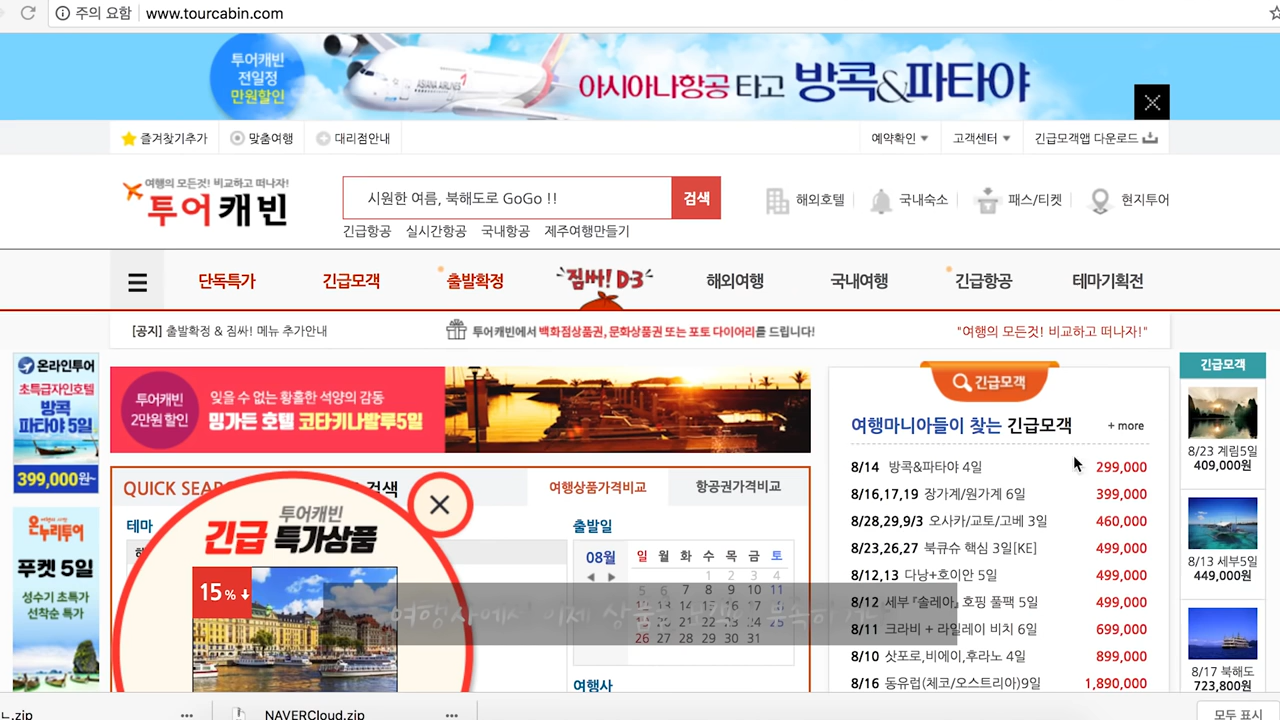 주의 요함 www.tourcabin.com
투어캐빈
전일정
만원할인
ASIANA AIRLINES
아시아나항공 타고 방콕&파타야
즐겨찾기추가 맞춤여행 대리점안내 예약확인 고객센터 긴급모객앱 다운로드
여행의 모든것! 비교하고 떠나자!
투어캐빈
시원한 여름, 북해도로 GoGo !! 검색
해외호텔 국내숙소 패스/티켓 현지투어
긴급항공 실시간항공 국내항공 제주여행만들기
단독특가 긴급모객 출발확정 짐싸! D-3 해외여행 국내여행 긴급항공 테마기획전
[공지] 출발확정 & 짐싸! 메뉴 추가안내 투어캐빈에서 백화점상품권, 문화상품권 또는 포토 다이어리를 드립니다! "여행의 모든것! 비교하고 떠나자!"
온라인투어
초특급자인호텔
방콕
파타야 5일
399,000원~
온누리투어
푸켓 5일
성수기 초특가
선착순 특가
투어캐빈
2만원 할인
잊을 수 없는 황홀한 석양의 감동
밍가든 호텔 코타키나발루5일
QUICK SEAR 검색
여행상품가격비교 항공권가격비교
테마
투어캐빈
긴급 특가상품
15%
출발일
08월
일 월 화 수 목 금 토
1 2 3 4
5 6 7 8 9 10 11
26 27 28 29 30 31
여행사
긴급모객
여행마니아들이 찾는 긴급모객 + more
8/14 방콕&파타야 4일 299,000
8/16,17,19 장가계/원가계 6일 399,000
8/28,29,9/3 오사카/교토/고베 3일 460,000
8/23,26,27 북큐슈 핵심 3일[KE] 499,000
8/12,13 다낭+호이안 5일 499,000
8/12 세부 『솔레아』 호핑 풀팩 5일 499,000
8/11 크라비 + 라일레이 비치 6일 699,000
8/10 삿포로,비에이,후라노 4일 899,000
8/16 동유럽(체코/오스트리아)9일 1,890,000
긴급모객
8/23 계림5일
409,000원
8/13 세부5일
449,000원
8/17 북해도
723,800원
ㄴ.zip NAVERCloud.zip 모두 표시